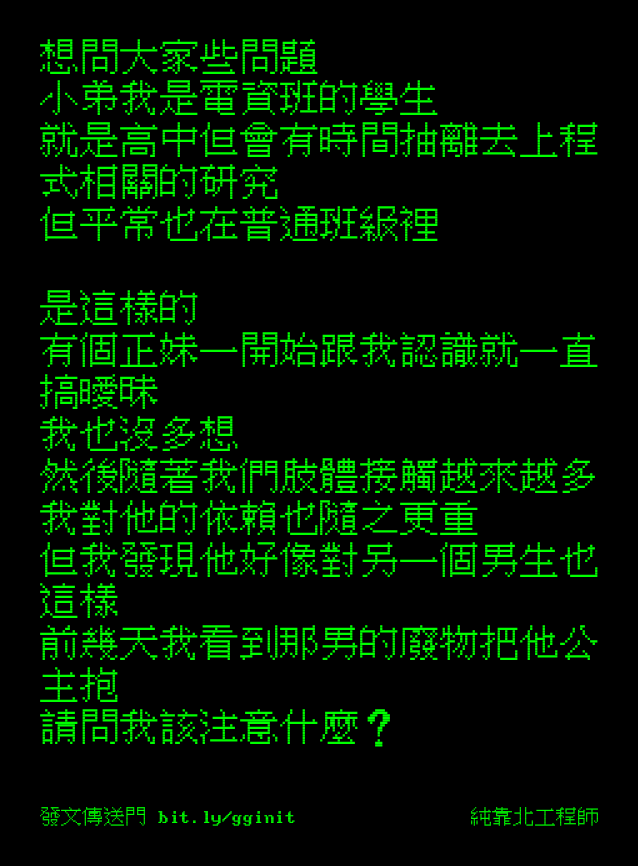 想問大家些問題
小弟我是電資班的學生
就是高中但會有時間抽離去上程
式相關的研究
但平常也在普通班級裡
是這樣的
有個正妹一開始跟我認識就一直
搞曖昧
我也沒多想
然後隨著我們肢體接觸越來越多
我對他的依賴也隨之更重
但我發現他好像對另一個男生也
這樣
前幾天我看到那男的廢物把他公
主抱
請問我該注意什麼?
發文傳送門 bit.ly/gginit
純靠北工程師